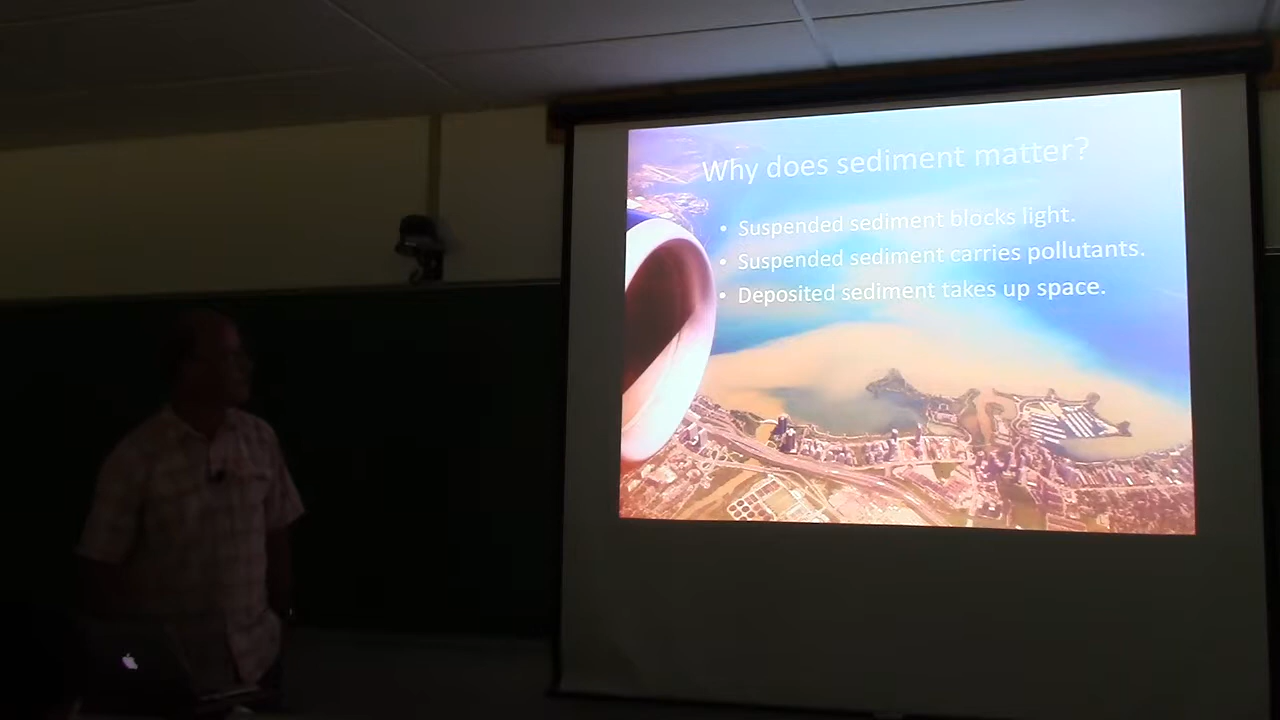 Why does sediment matter?
• Suspended sediment blocks light.
• Suspended sediment carries pollutants.
• Deposited sediment takes up space.